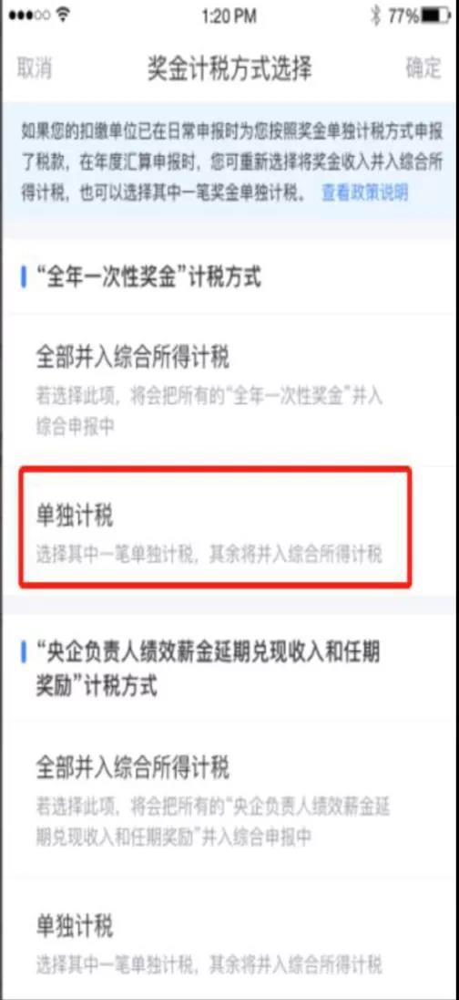 1:20 PM
77%
取消
奖金计税方式选择
确定
如果您的扣缴单位已在日常申报时为您按照奖金单独计税方式申报
了税款，在年度汇算申报时，您可重新选择将奖金收入并入综合所
得计税，也可以选择其中一笔奖金单独计税。 查看政策说明
“全年一次性奖金”计税方式
全部并入综合所得计税
若选择此项，将会把所有的“全年一次性奖金”并入
综合申报中
单独计税
选择其中一笔单独计税，其余将并入综合所得计税
“央企负责人绩效薪金延期兑现收入和任期
奖励”计税方式
全部并入综合所得计税
若选择此项，将会把所有的“央企负责人绩效薪金延
期兑现收入和任期奖励”并入综合申报中
单独计税
选择其中一笔单独计税，其余将并入综合所得计税